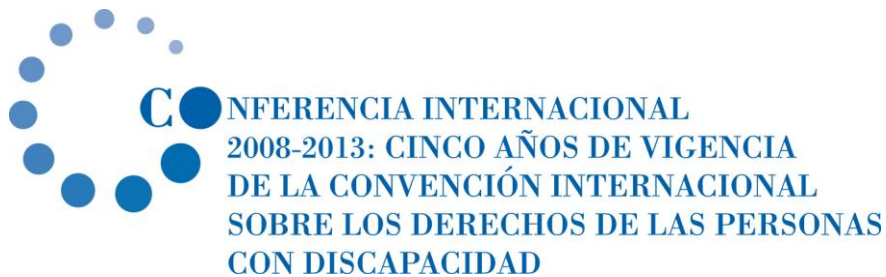 CONFERENCIA INTERNACIONAL
2008-2013: CINCO AÑOS DE VIGENCIA
DE LA CONVENCIÓN INTERNACIONAL
SOBRE LOS DERECHOS DE LAS PERSONAS
CON DISCAPACIDAD